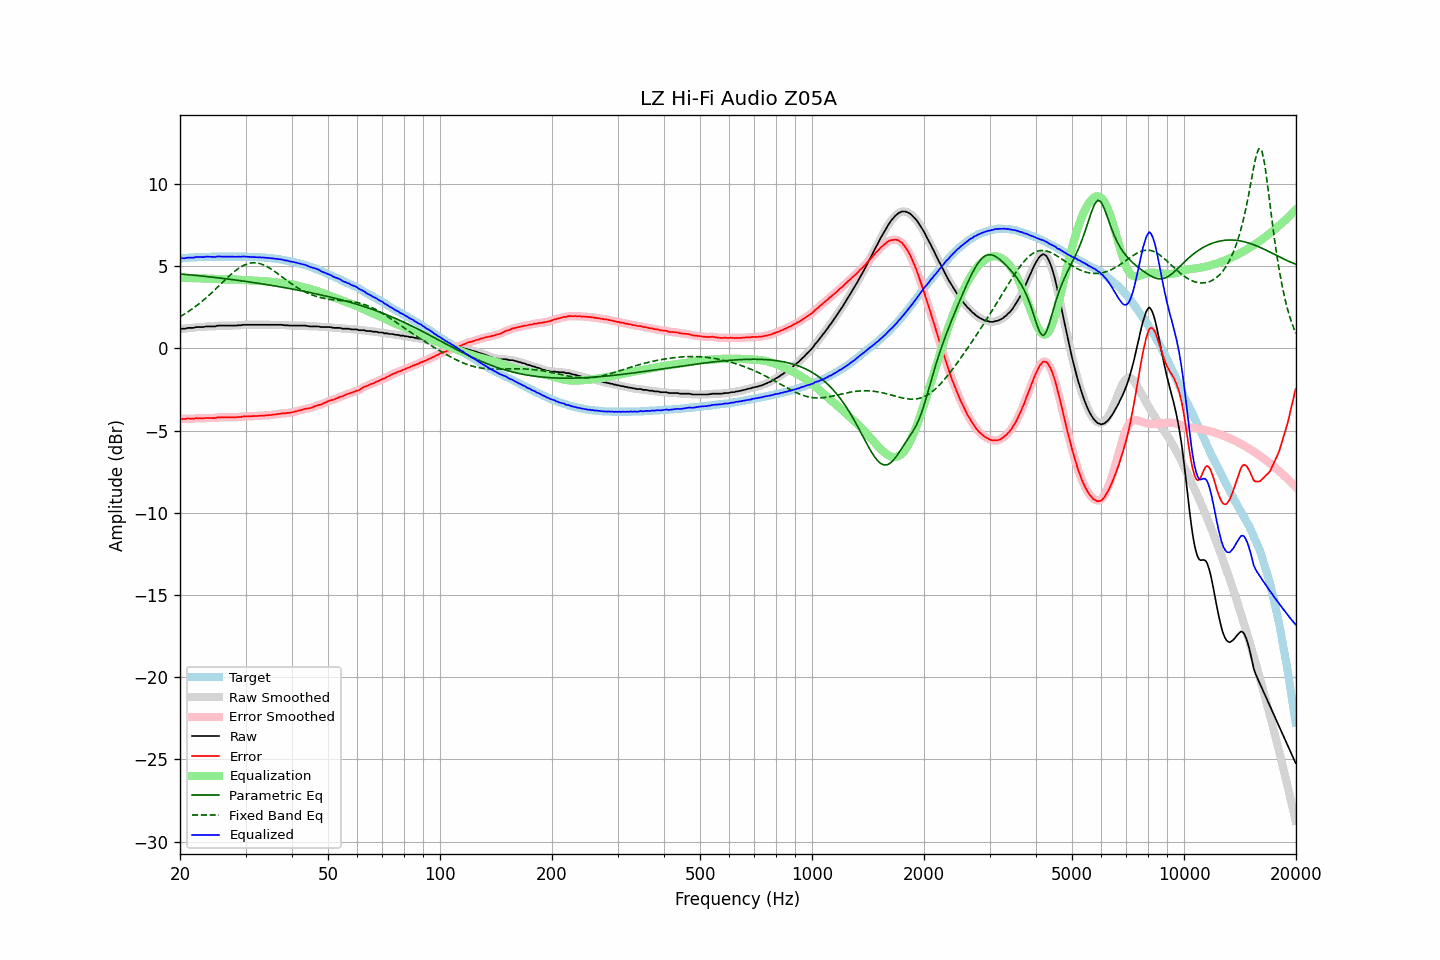 LZ Hi-Fi Audio Z05A
Amplitude (dBr)
10
5
0
−5
−10
−15
−20
−25
−30
Target
Raw Smoothed
Error Smoothed
Raw
Error
Equalization
Parametric Eq
Fixed Band Eq
Equalized
20
50
100
200
500
1000
2000
5000
10000
20000
Frequency (Hz)